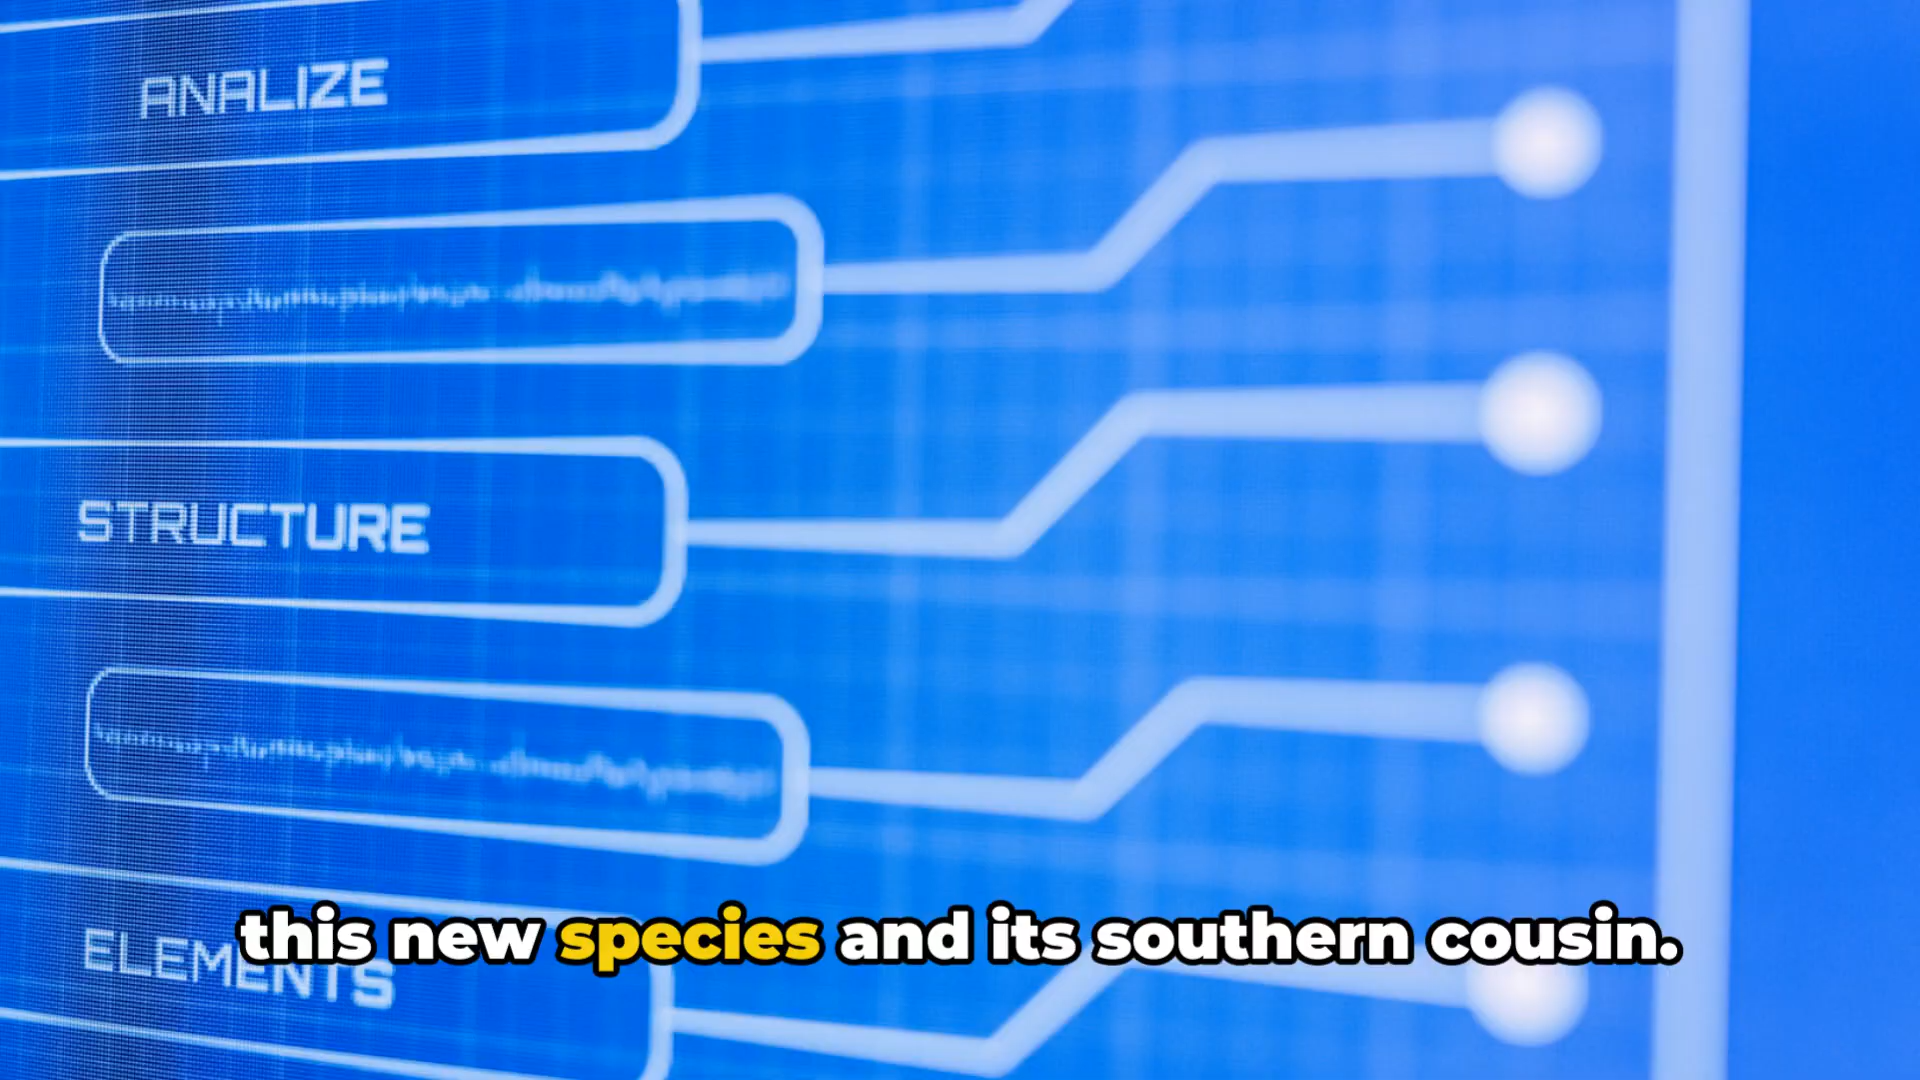 ANALIZE
STRUCTURE
ELEMENTS
this new species and its southern cousin.